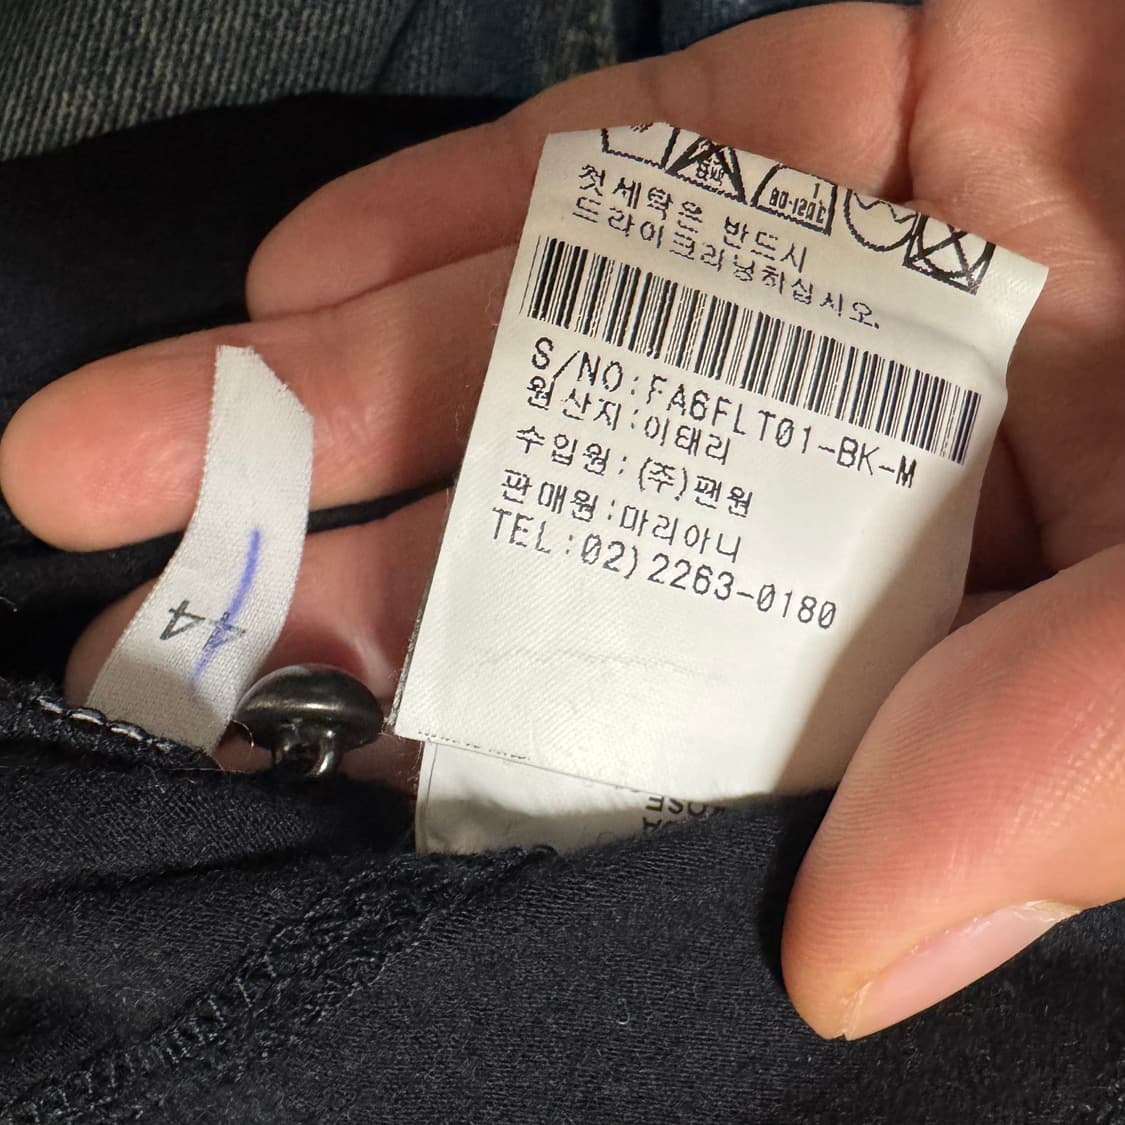 80-120℃
첫세탁은 반드시
드라이크리닝하십시오.
S/NO:FA6FLT01-BK-M
원산지:이태리
수입원:(주)팬원
판매원:마리아니
TEL:02)2263-0180
44